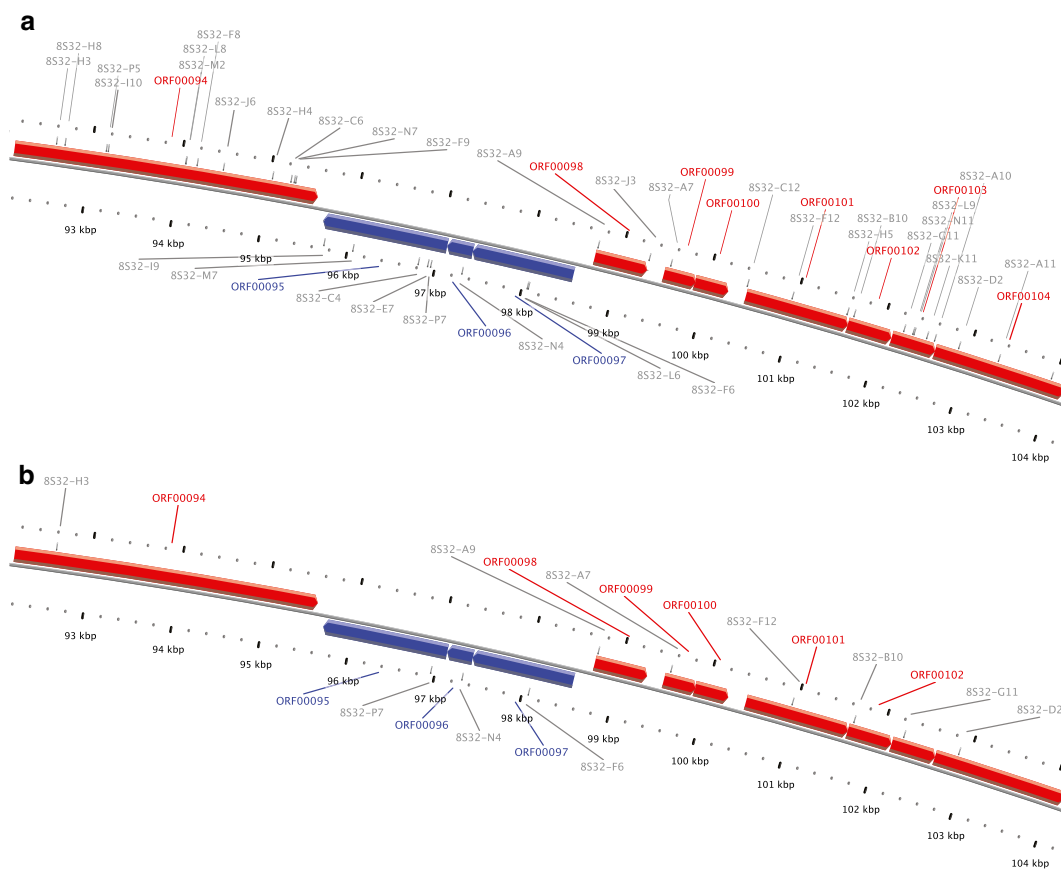 a
8S32-F8
8S32-H8
8S32-L8
8S32-H3
8S32-M2
8S32-P5
8S32-I10
ORF00094
8S32-J6
8S32-H4
8S32-C6
8S32-N7
8S32-F9
8S32-A9
ORF00098
8S32-J3
8S32-A7
ORF00099
ORF00100
8S32-C12
ORF00101
8S32-F12
8S32-A10
ORF00103
8S32-L9
8S32-B10
8S32-N11
8S32-H5
8S32-G11
ORF00102
8S32-K11
8S32-A11
8S32-D2
ORF00104
93 kbp
94 kbp
95 kbp
96 kbp
97 kbp
98 kbp
99 kbp
100 kbp
101 kbp
102 kbp
103 kbp
104 kbp
8S32-I9
8S32-M7
ORF00095
8S32-C4
8S32-E7
8S32-P7
ORF00096
8S32-N4
ORF00097
8S32-L6
8S32-F6
b
8S32-H3
ORF00094
8S32-A9
ORF00098
8S32-A7
ORF00099
ORF00100
8S32-F12
ORF00101
8S32-B10
ORF00102
8S32-G11
8S32-D2
93 kbp
94 kbp
95 kbp
96 kbp
97 kbp
98 kbp
99 kbp
100 kbp
101 kbp
102 kbp
103 kbp
104 kbp
ORF00095
8S32-P7
ORF00096
8S32-N4
ORF00097
8S32-F6